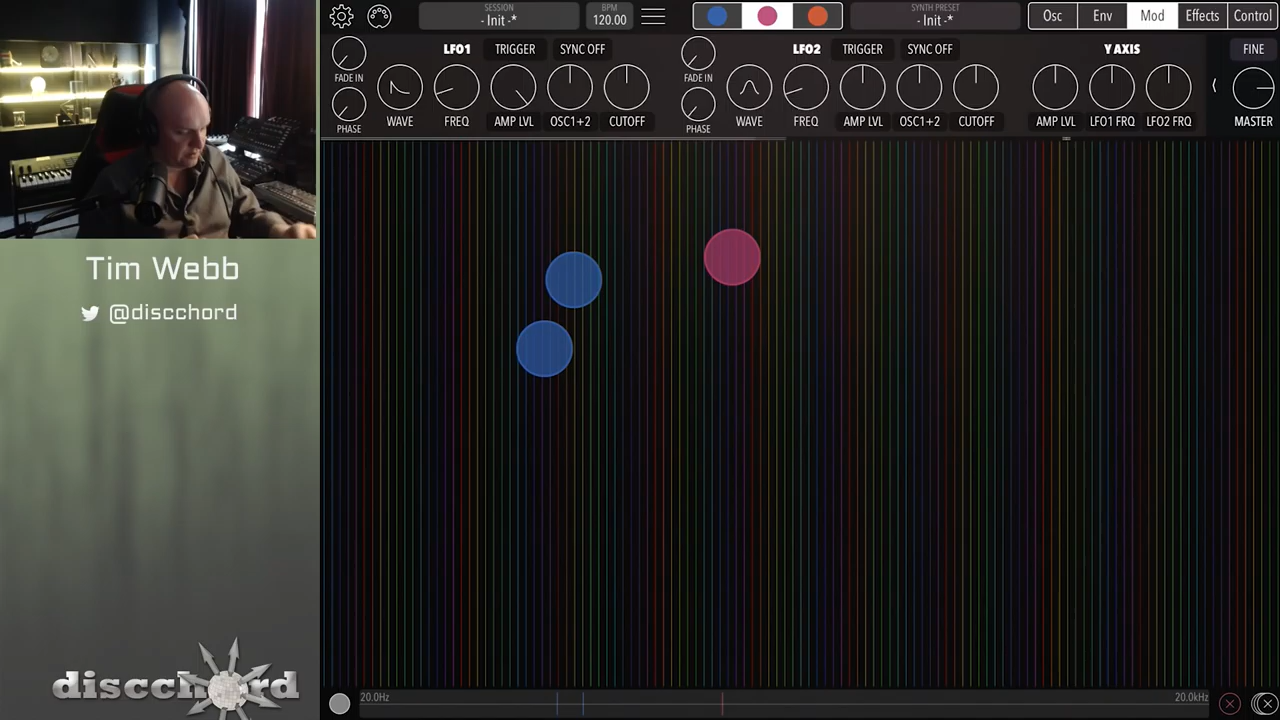 SESSION
- Init -*
BPM
120.00
SYNTH PRESET
- Init -*
Osc
Env
Mod
Effects
Control
FADE IN
PHASE
LFO1
TRIGGER
SYNC OFF
WAVE
FREQ
AMP LVL
OSC1+2
CUTOFF
FADE IN
PHASE
LFO2
TRIGGER
SYNC OFF
WAVE
FREQ
AMP LVL
OSC1+2
CUTOFF
Y AXIS
AMP LVL
LFO1 FRQ
LFO2 FRQ
FINE
MASTER
Tim Webb
@discchord
discchord
20.0Hz
20.0kHz